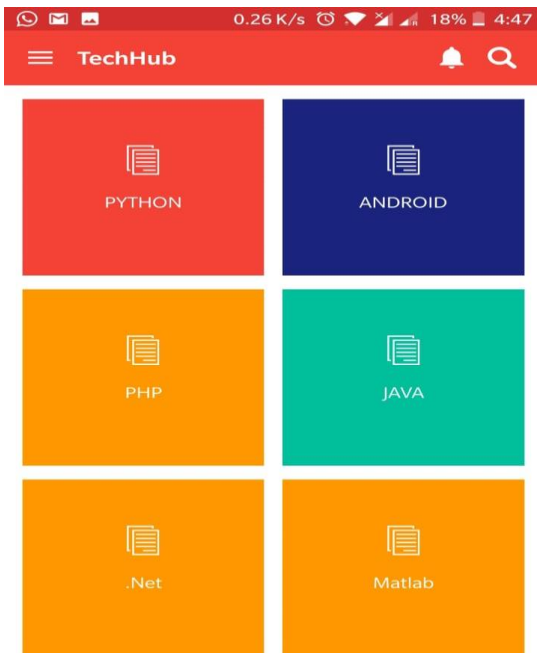 0.26 K/s 18% 4:47
TechHub
PYTHON ANDROID
PHP JAVA
.Net Matlab